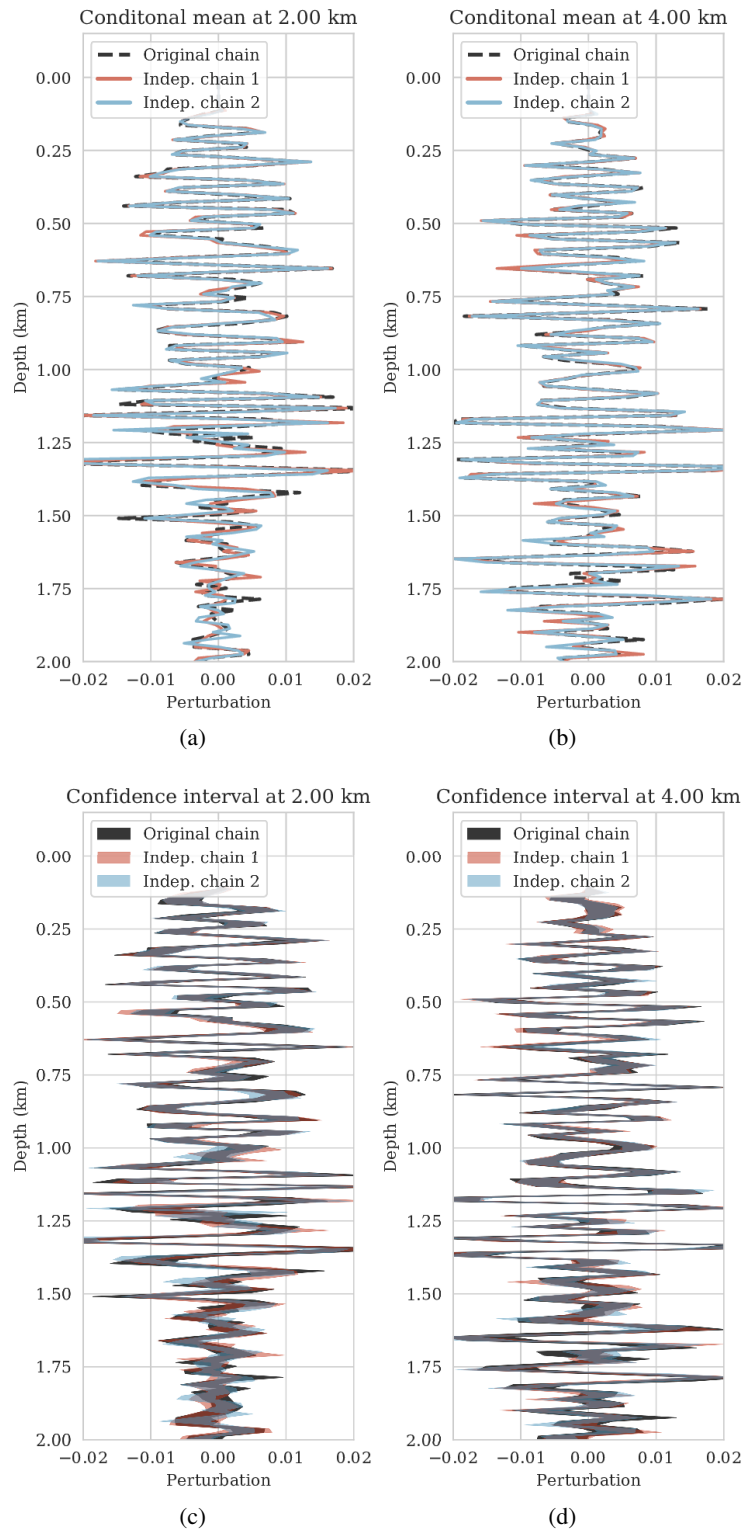 Conditonal mean at 2.00 km
Original chain
Indep. chain 1
Indep. chain 2
0.00
0.25
0.50
0.75
1.00
1.25
1.50
1.75
2.00
Depth (km)
−0.02 −0.01 0.00 0.01 0.02
Perturbation
(a)
Conditonal mean at 4.00 km
Original chain
Indep. chain 1
Indep. chain 2
0.00
0.25
0.50
0.75
1.00
1.25
1.50
1.75
2.00
Depth (km)
−0.02 −0.01 0.00 0.01 0.02
Perturbation
(b)
Confidence interval at 2.00 km
Original chain
Indep. chain 1
Indep. chain 2
0.00
0.25
0.50
0.75
1.00
1.25
1.50
1.75
2.00
Depth (km)
−0.02 −0.01 0.00 0.01 0.02
Perturbation
(c)
Confidence interval at 4.00 km
Original chain
Indep. chain 1
Indep. chain 2
0.00
0.25
0.50
0.75
1.00
1.25
1.50
1.75
2.00
Depth (km)
−0.02 −0.01 0.00 0.01 0.02
Perturbation
(d)